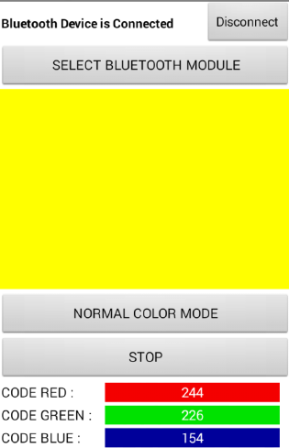 Bluetooth Device is Connected
Disconnect
SELECT BLUETOOTH MODULE
NORMAL COLOR MODE
STOP
CODE RED : 244
CODE GREEN : 226
CODE BLUE : 154